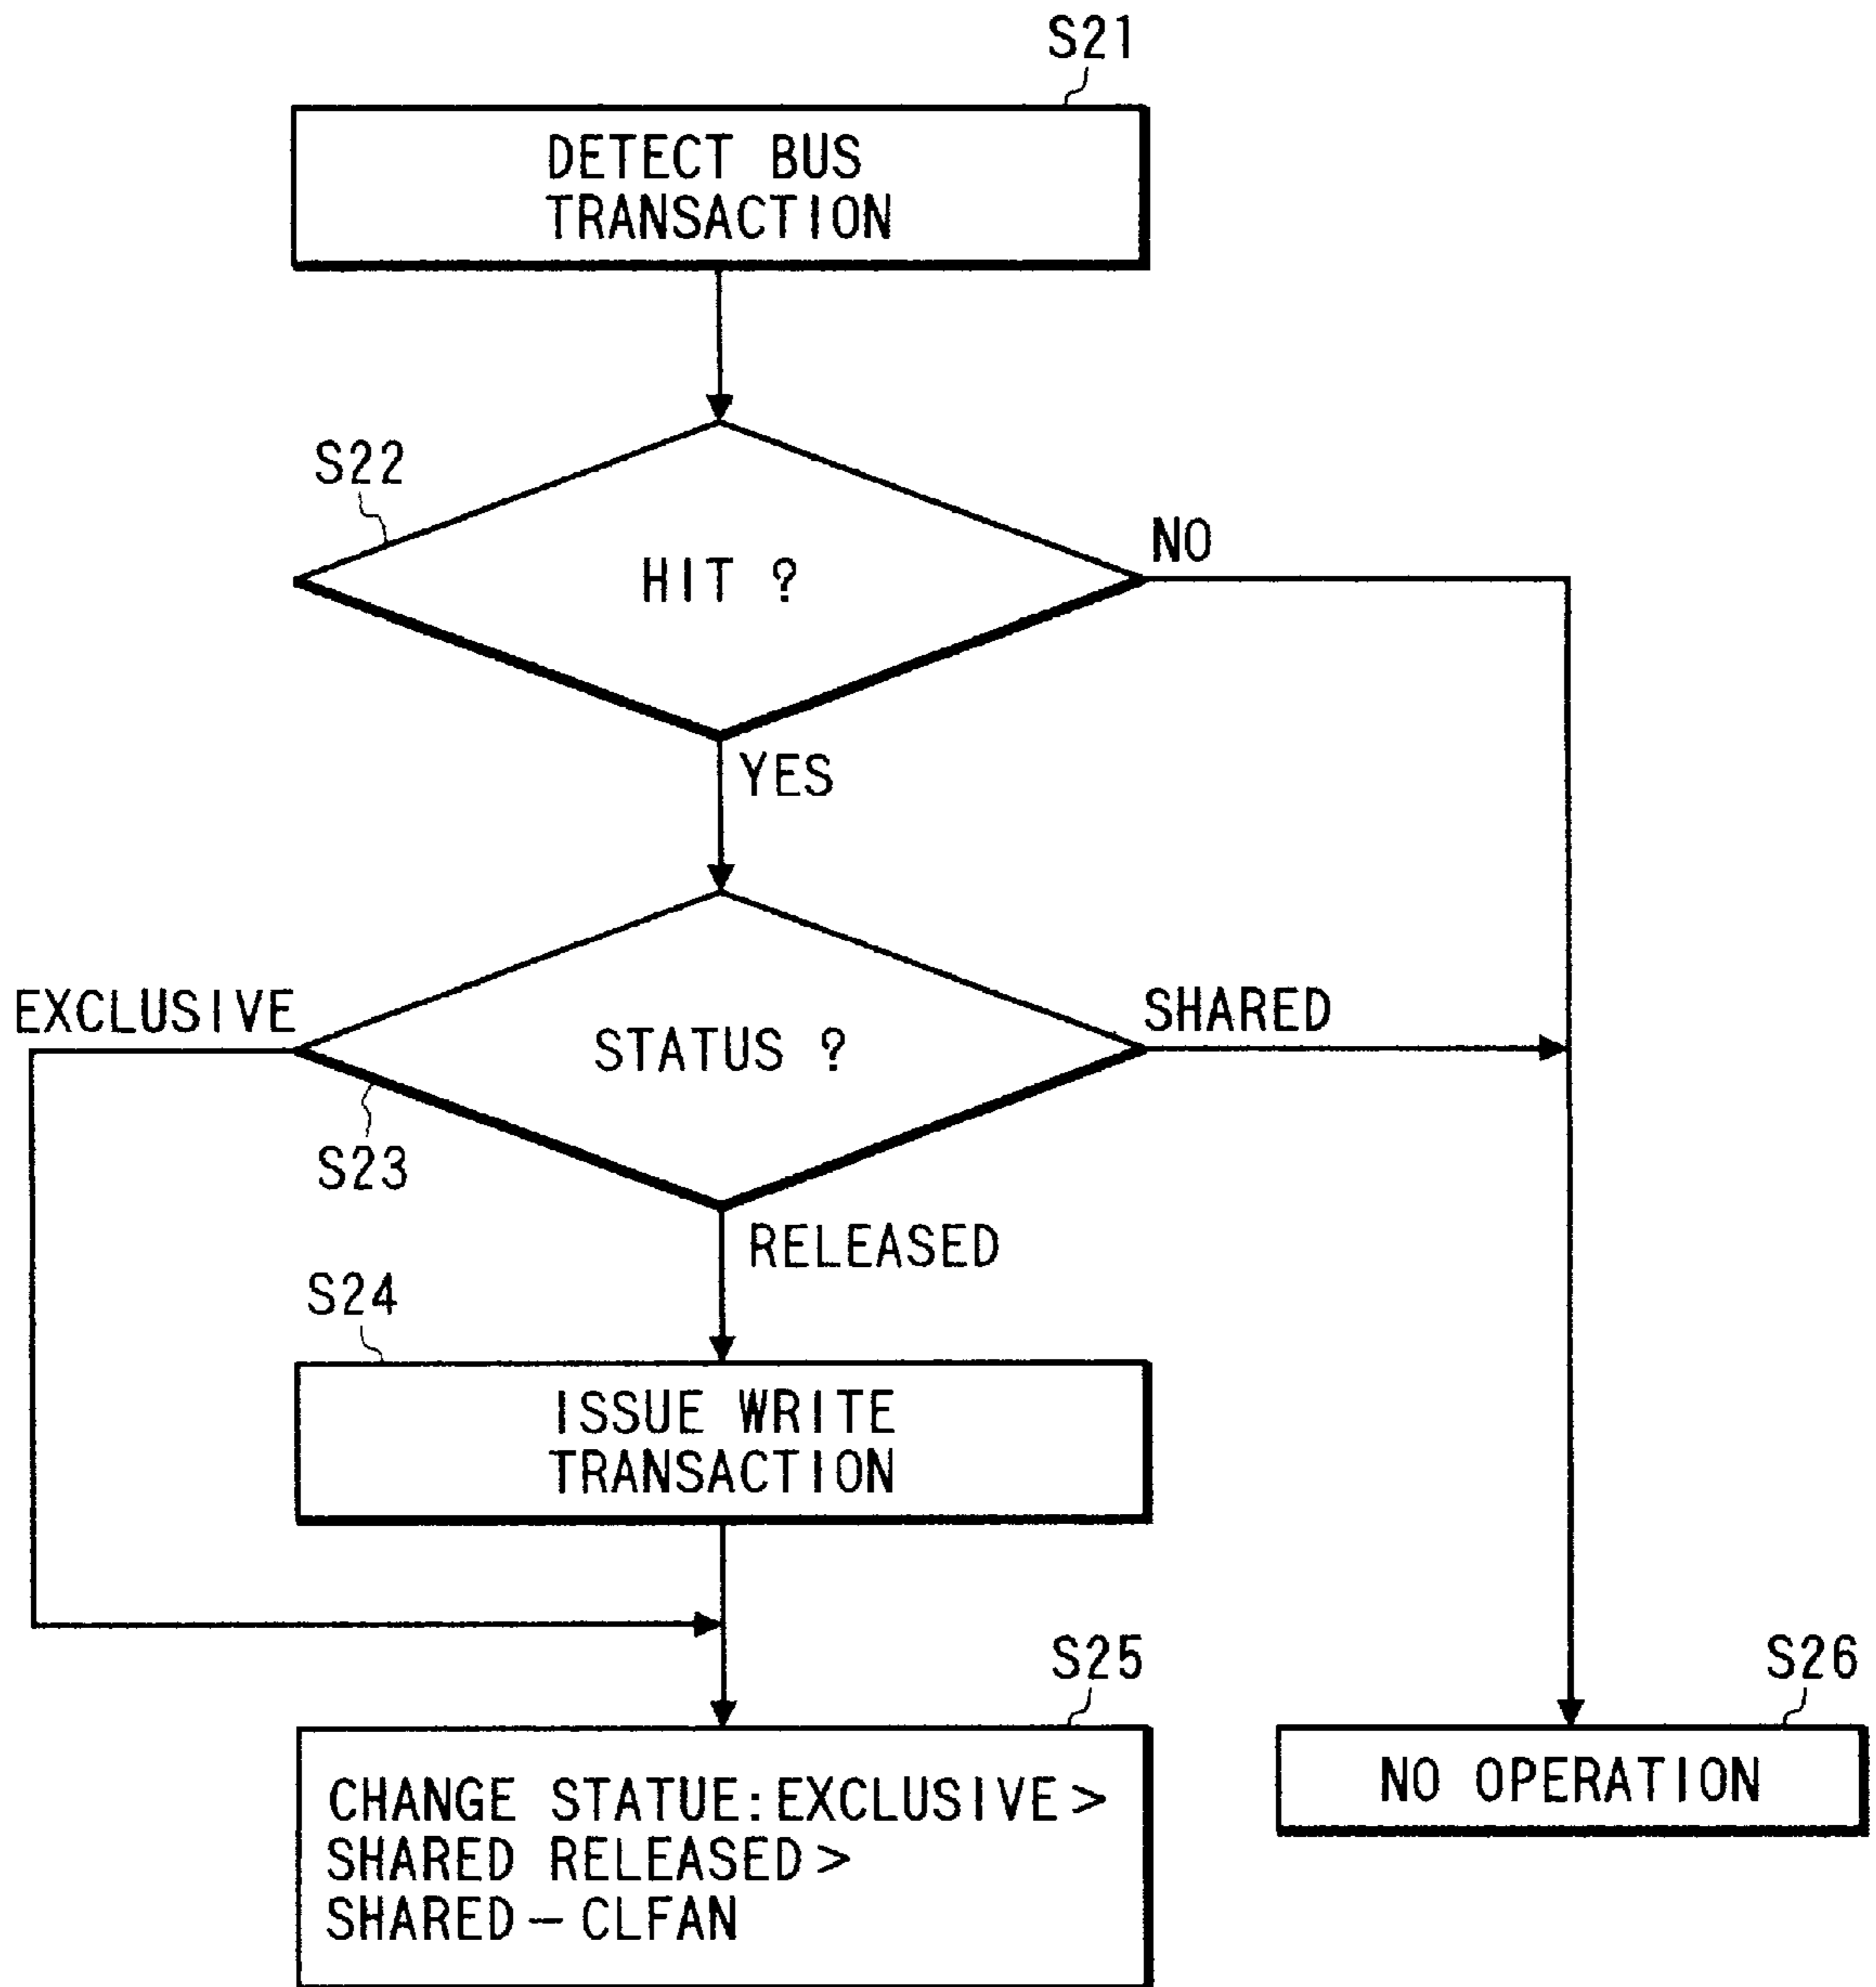 S21
DETECT BUS
TRANSACTION
S22
HIT ?
NO
YES
EXCLUSIVE
STATUS ?
SHARED
S23
RELEASED
S24
ISSUE WRITE
TRANSACTION
S25
CHANGE STATUE:EXCLUSIVE>
SHARED RELEASED>
SHARED-CLFAN
S26
NO OPERATION